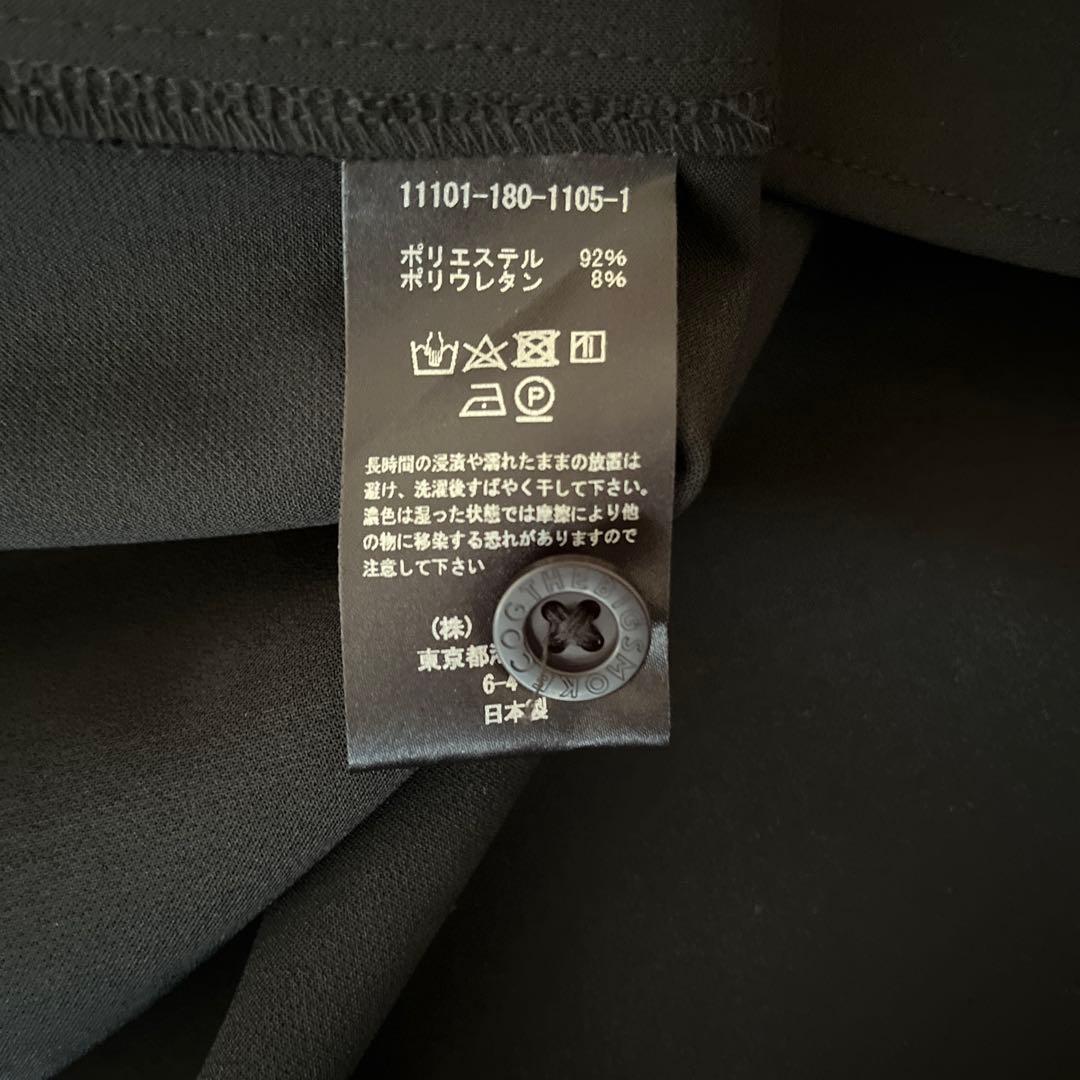 11101-180-1105-1
ポリエステル 92%
ポリウレタン 8%
P
長時間の浸漬や濡れたままの放置は
避け、洗濯後すばやく干して下さい。
濃色は湿った状態では摩擦により他
の物に移染する恐れがありますので
注意して下さい
(株)
東京都港
6-4
日本製
COGTHEBIGSMOKE